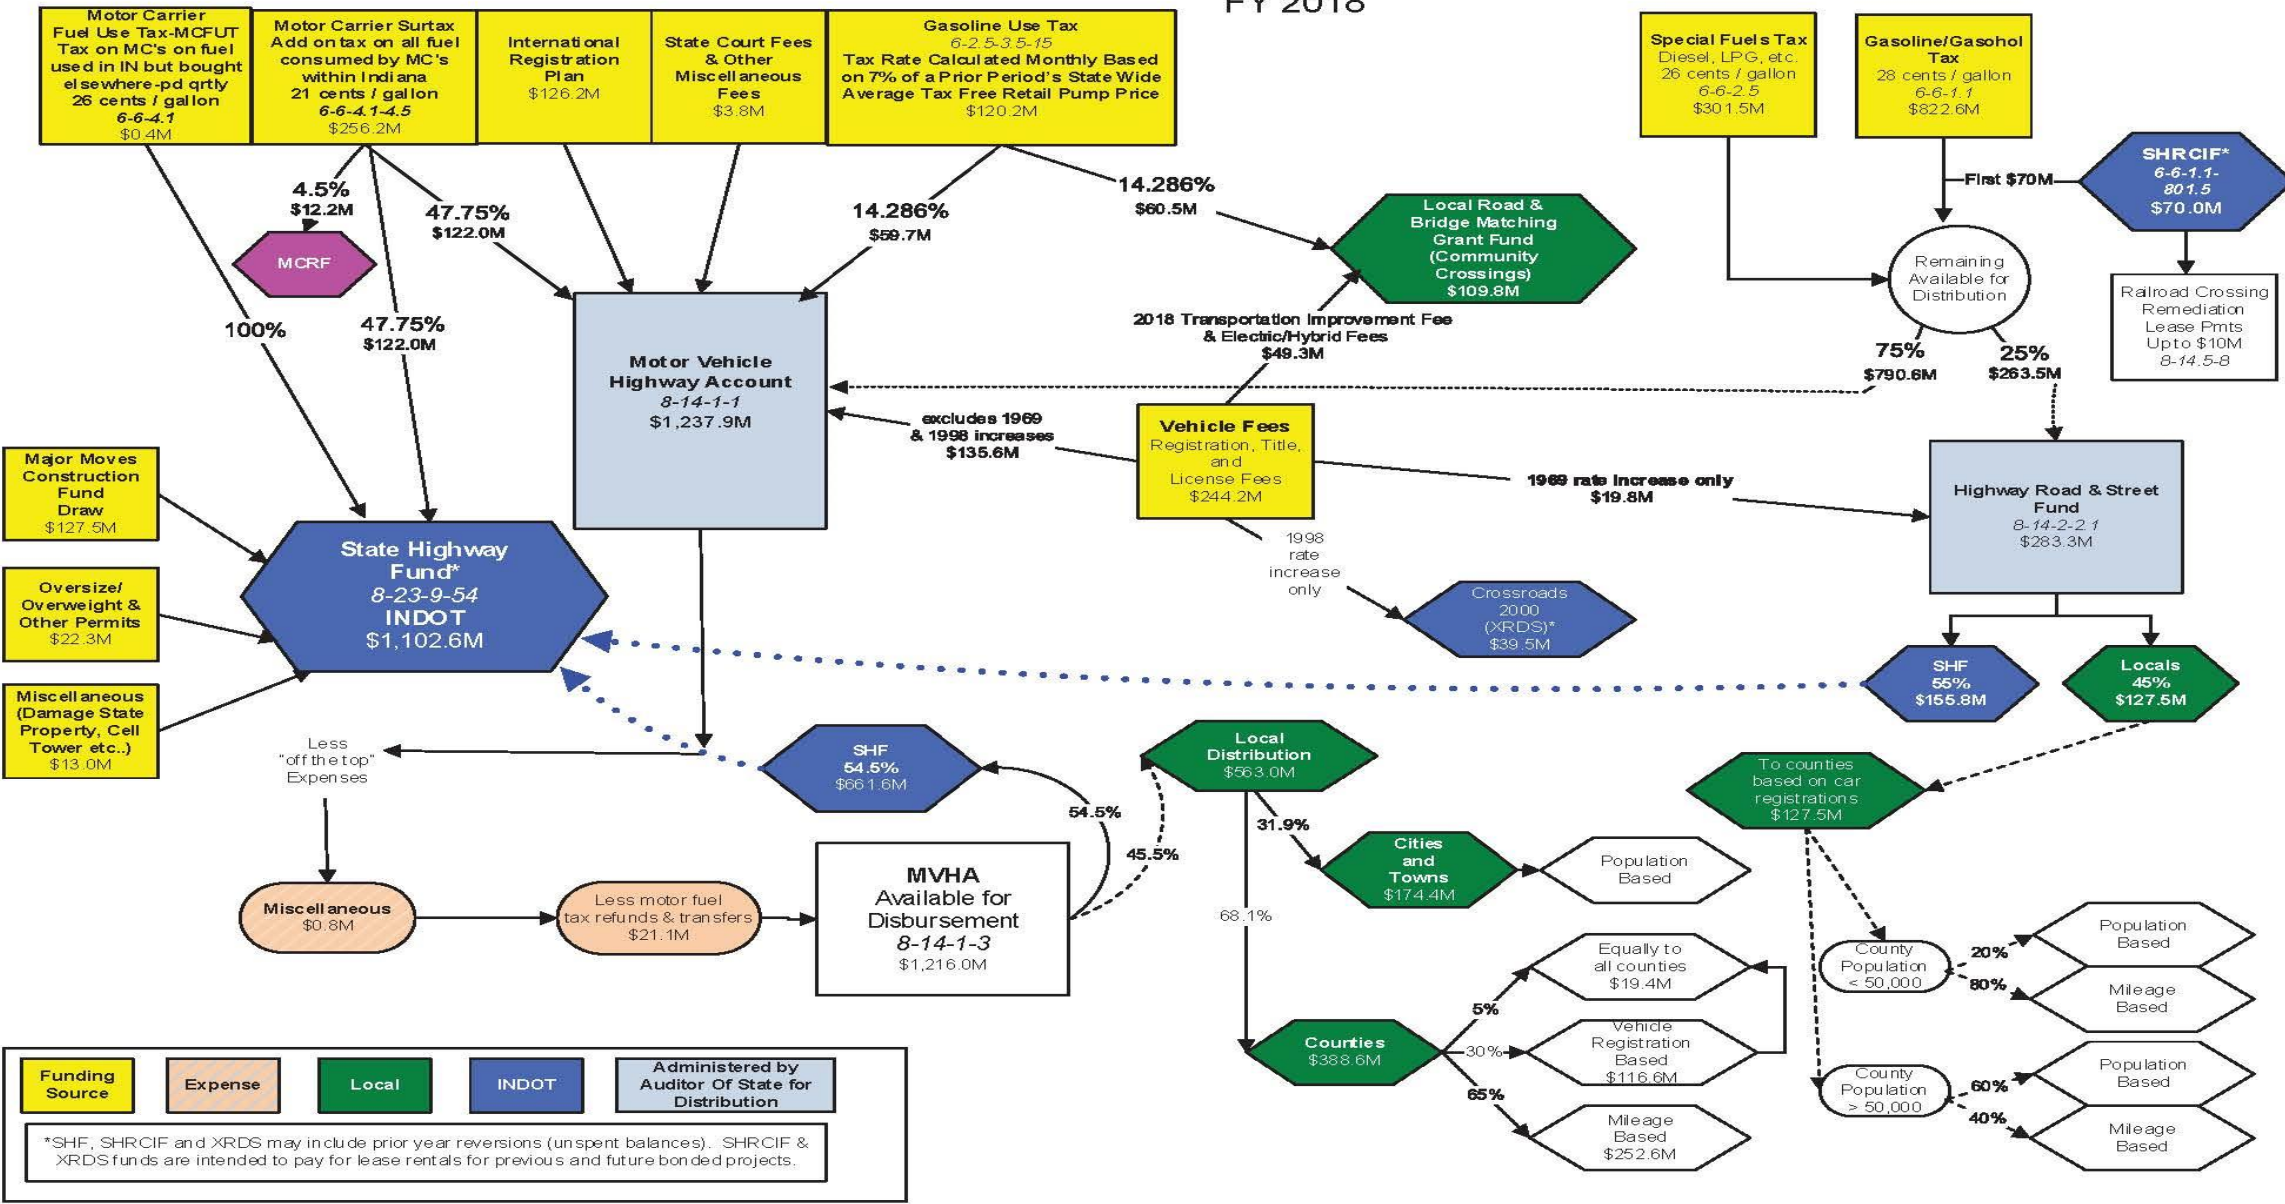 FY 2018
Motor Carrier
Fuel Use Tax-MCFUT
Tax on MC's on fuel
used in IN but bought
elsewhere-pd qrtly
26 cents / gallon
6-6-4.1
$0.4M
Motor Carrier Surtax
Add on tax on all fuel
consumed by MC's
within Indiana
21 cents / gallon
6-6-4.1-4.5
$256.2M
International
Registration
Plan
$126.2M
State Court Fees
& Other
Miscellaneous
Fees
$3.8M
Gasoline Use Tax
6-2.5-3.5-15
Tax Rate Calculated Monthly Based
on 7% of a Prior Period's State Wide
Average Tax Free Retail Pump Price
$120.2M
Special Fuels Tax
Diesel, LPG, etc.
26 cents / gallon
6-6-2.5
$301.5M
Gasoline/Gasohol
Tax
28 cents / gallon
6-6-1.1
$822.6M
First $70M
SHRCIF*
6-6-1.1-
801.5
$70.0M
Railroad Crossing
Remediation
Lease Pmts
Up to $10M
8-14.5-8
Remaining
Available for
Distribution
75%
$790.6M
25%
$263.5M
4.5%
$12.2M
MCRF
47.75%
$122.0M
100%
47.75%
$122.0M
14.286%
$59.7M
14.286%
$60.5M
Local Road &
Bridge Matching
Grant Fund
(Community
Crossings)
$109.8M
2018 Transportation Improvement Fee
& Electric/Hybrid Fees
$49.3M
Motor Vehicle
Highway Account
8-14-1-1
$1,237.9M
excludes 1969
& 1998 increases
$135.6M
Vehicle Fees
Registration, Title,
and
License Fees
$244.2M
1969 rate increase only
$19.8M
Highway Road & Street
Fund
8-14-2-2.1
$283.3M
1998
rate
increase
only
Crossroads
2000
(XRDS)*
$39.5M
Major Moves
Construction
Fund
Draw
$127.5M
Oversize/
Overweight &
Other Permits
$22.3M
Miscellaneous
(Damage State
Property, Cell
Tower etc..)
$13.0M
State Highway
Fund*
8-23-9-54
INDOT
$1,102.6M
SHF
55%
$155.8M
Locals
45%
$127.5M
Less
"off the top"
Expenses
SHF
54.5%
$661.6M
Local
Distribution
$563.0M
To counties
based on car
registrations
$127.5M
54.5%
45.5%
31.9%
68.1%
Cities
and
Towns
$174.4M
Population
Based
Miscellaneous
$0.8M
Less motor fuel
tax refunds & transfers
$21.1M
MVHA
Available for
Disbursement
8-14-1-3
$1,216.0M
Counties
$388.6M
5%
30%
65%
Equally to
all counties
$19.4M
Vehicle
Registration
Based
$116.6M
Mileage
Based
$252.6M
County
Population
< 50,000
20%
80%
Population
Based
Mileage
Based
County
Population
> 50,000
60%
40%
Population
Based
Mileage
Based
Funding
Source
Expense
Local
INDOT
Administered by
Auditor Of State for
Distribution
*SHF, SHRCIF and XRDS may include prior year reversions (unspent balances). SHRCIF &
XRDS funds are intended to pay for lease rentals for previous and future bonded projects.